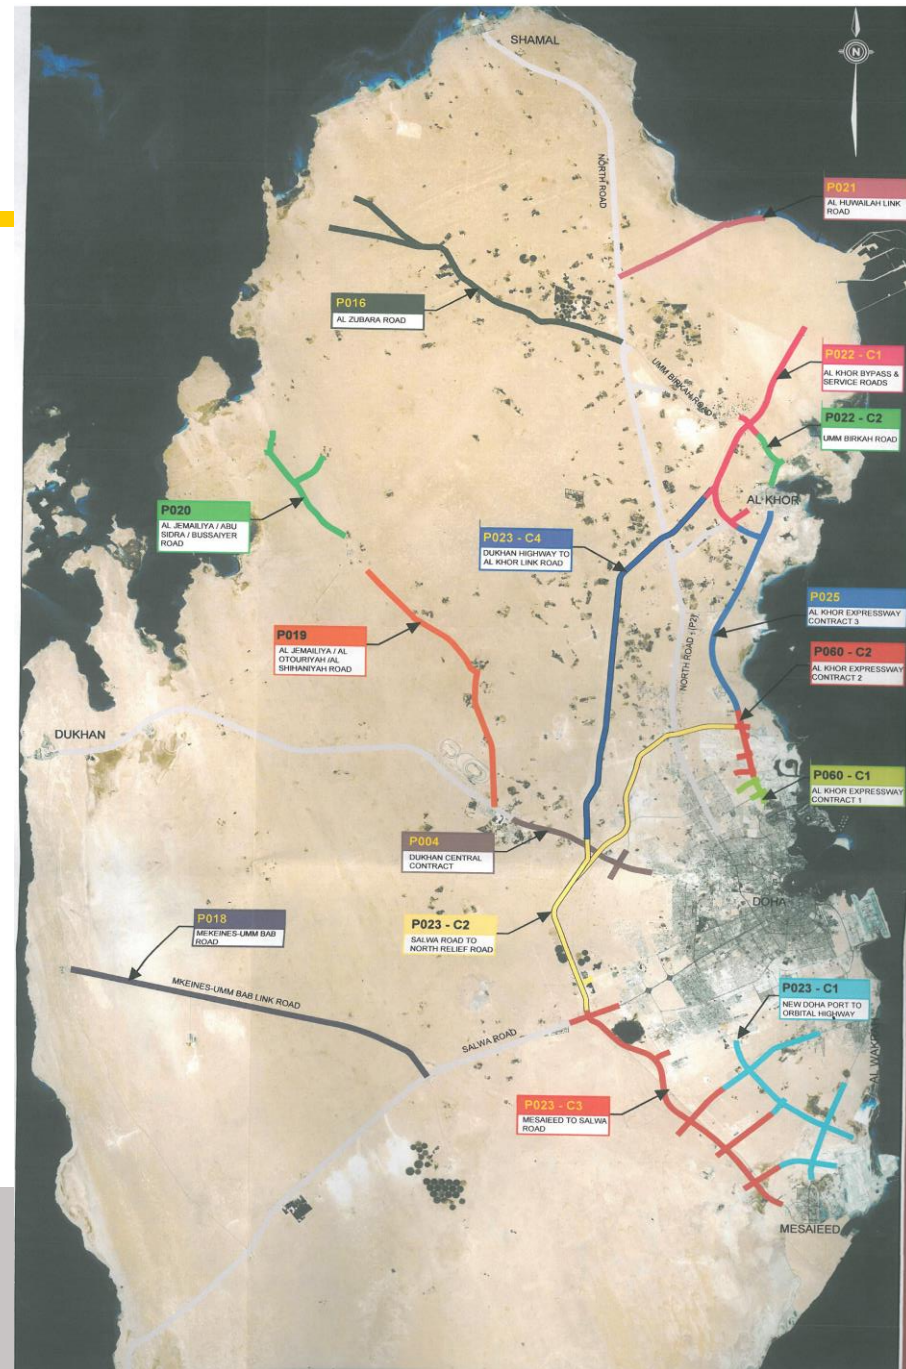 SHAMAL
N
NORTH ROAD
P021
AL HUWAILAH LINK
ROAD
P016
AL ZUBARA ROAD
UMM BIRKAH ROAD
P022 - C1
AL KHOR BYPASS &
SERVICE ROADS
P022 - C2
UMM BIRKAH ROAD
AL KHOR
P020
AL JEMAILIYA / ABU
SIDRA / BUSSAIYER
ROAD
P023 - C4
DUKHAN HIGHWAY TO
AL KHOR LINK ROAD
P025
AL KHOR EXPRESSWAY
CONTRACT 3
P019
AL JEMAILIYA / AL
OTOURIYAH /AL
SHIHANIYAH ROAD
NORTH ROAD - (P2)
P060 - C2
AL KHOR EXPRESSWAY
CONTRACT 2
DUKHAN
P060 - C1
AL KHOR EXPRESSWAY
CONTRACT 1
P004
DUKHAN CENTRAL
CONTRACT
DOHA
P018
MEKEINES-UMM BAB
ROAD
P023 - C2
SALWA ROAD TO
NORTH RELIEF ROAD
MKEINES-UMM BAB LINK ROAD
P023 - C1
NEW DOHA PORT TO
ORBITAL HIGHWAY
SALWA ROAD
P023 - C3
MESAIEED TO SALWA
ROAD
MESAIEED